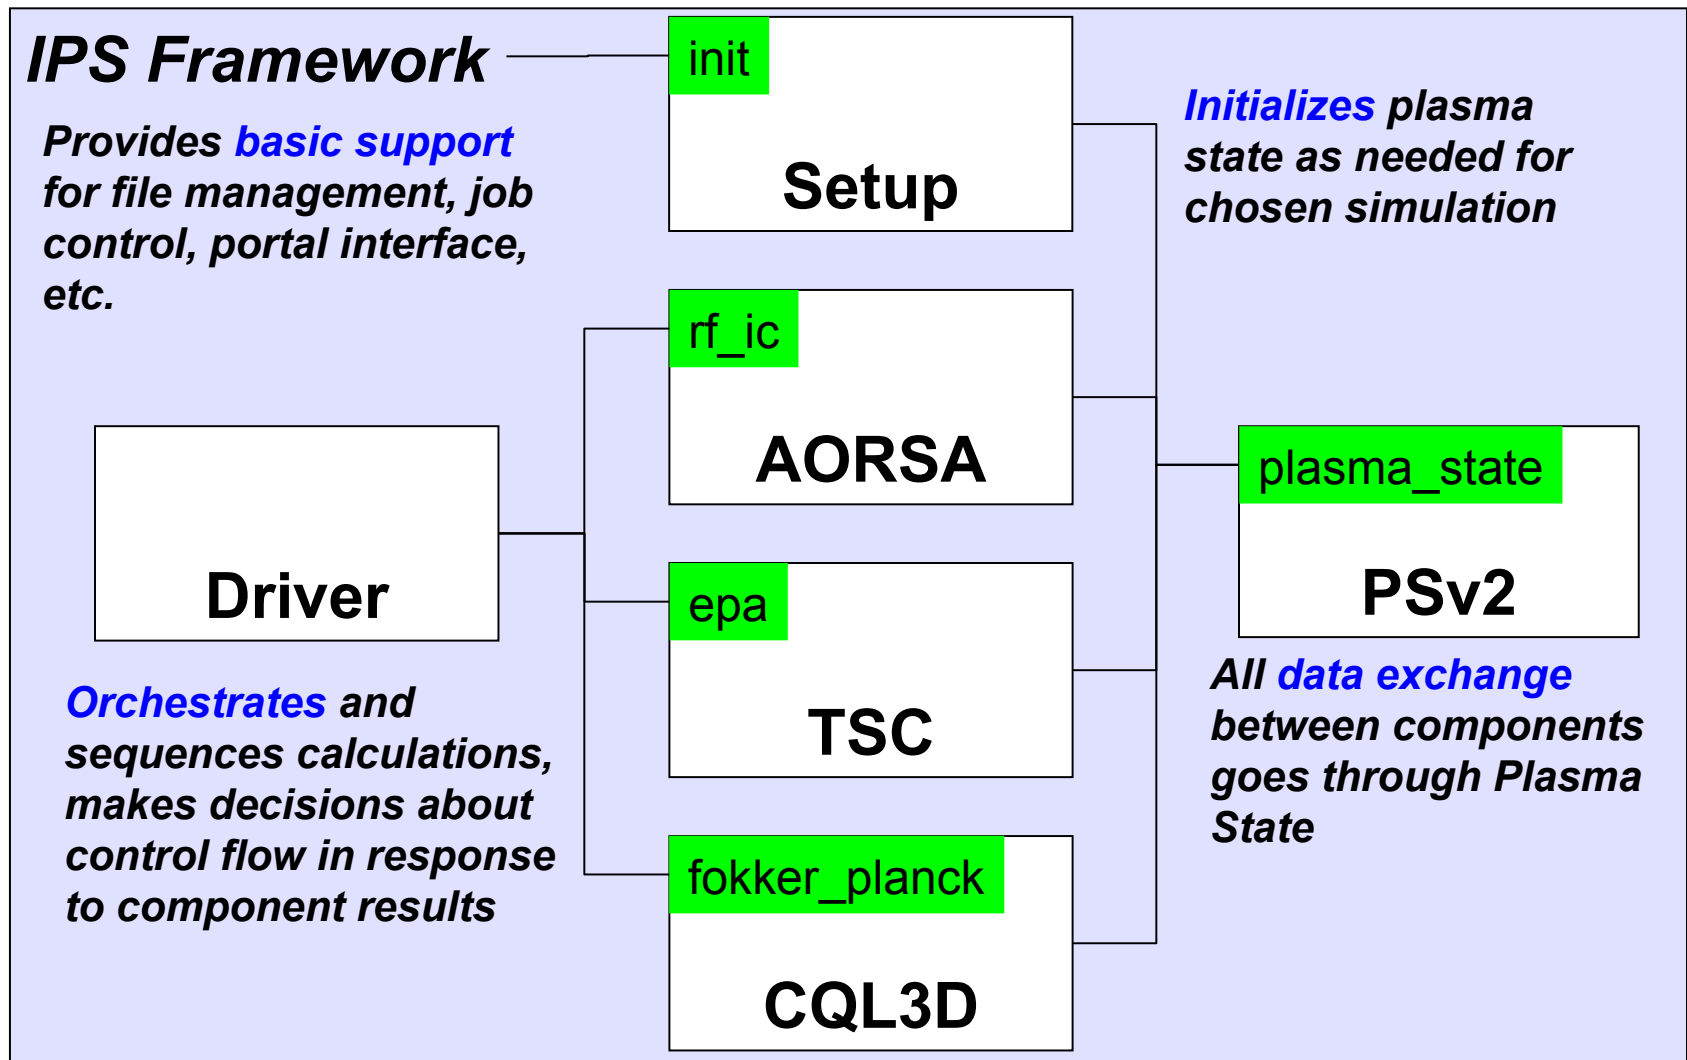 IPS Framework
Provides basic support
for file management, job
control, portal interface,
etc.
init
Setup
Initializes plasma
state as needed for
chosen simulation
rf_ic
AORSA
Driver
Orchestrates and
sequences calculations,
makes decisions about
control flow in response
to component results
epa
TSC
fokker_planck
CQL3D
plasma_state
PSv2
All data exchange
between components
goes through Plasma
State